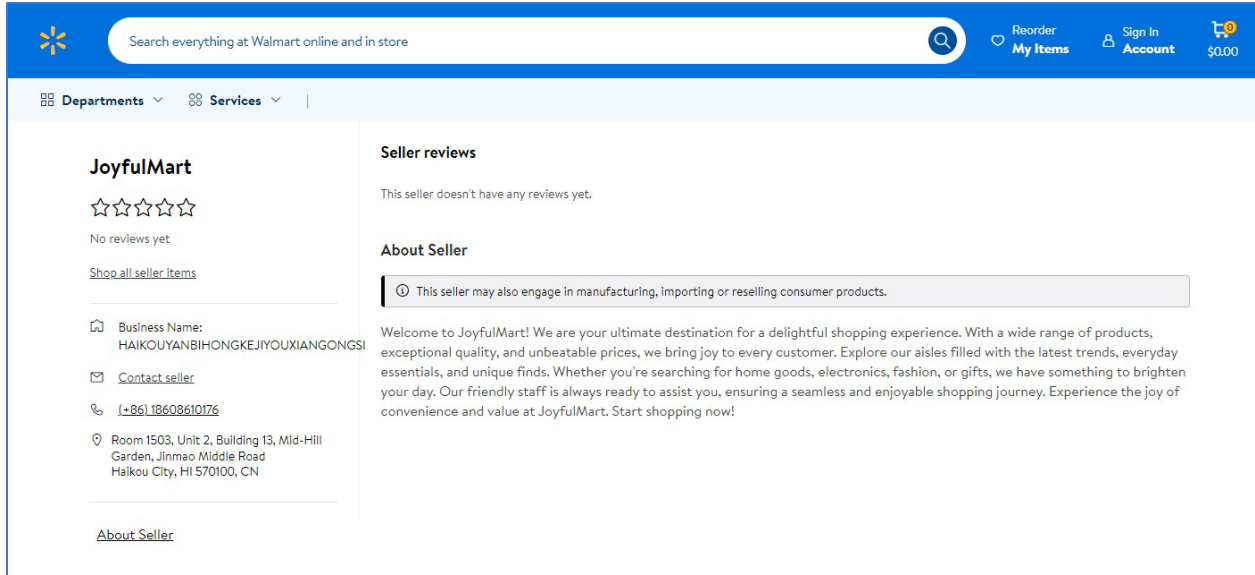 Search everything at Walmart online and in store
Reorder
My Items
Sign In
Account
0
$0.00
Departments
Services
JoyfulMart
No reviews yet
Shop all seller items
Business Name:
HAIKOUYANBIHONGKEJIYOUXIANGONGSI
Contact seller
(+86) 18608610176
Room 1503, Unit 2, Building 13, Mid-Hill
Garden, Jinmao Middle Road
Haikou City, HI 570100, CN
About Seller
Seller reviews
This seller doesn't have any reviews yet.
About Seller
This seller may also engage in manufacturing, importing or reselling consumer products.
Welcome to JoyfulMart! We are your ultimate destination for a delightful shopping experience. With a wide range of products,
exceptional quality, and unbeatable prices, we bring joy to every customer. Explore our aisles filled with the latest trends, everyday
essentials, and unique finds. Whether you're searching for home goods, electronics, fashion, or gifts, we have something to brighten
your day. Our friendly staff is always ready to assist you, ensuring a seamless and enjoyable shopping journey. Experience the joy of
convenience and value at JoyfulMart. Start shopping now!